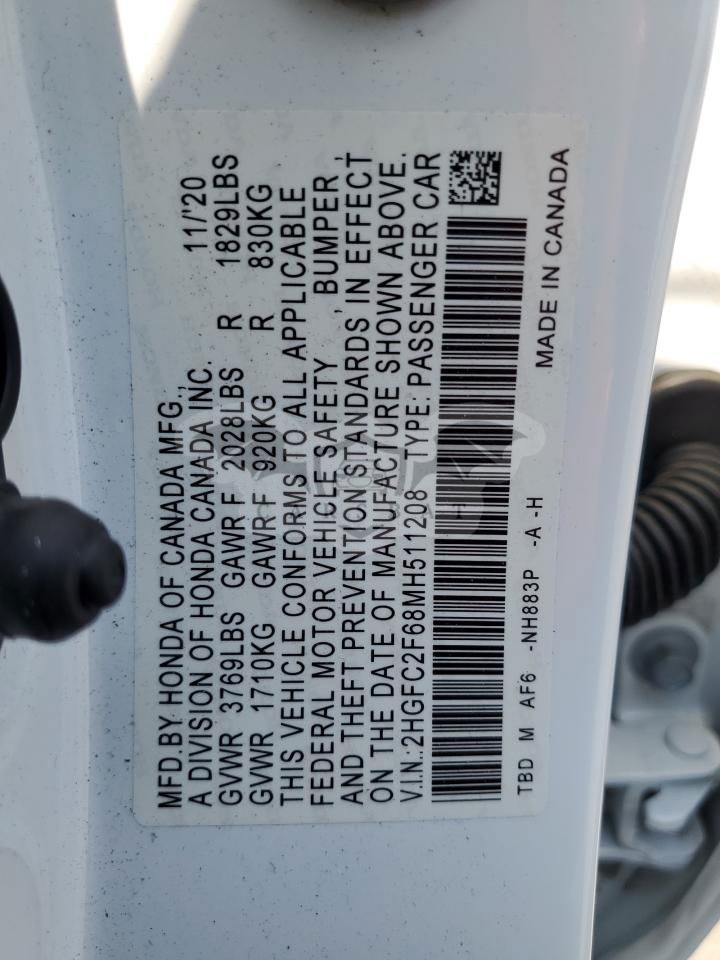 MFD.BY HONDA OF CANADA MFG.,
A DIVISION OF HONDA CANADA INC. 11/'20
GVWR 3769LBS GAWR F 2028LBS R 1829LBS
GVWR 1710KG GAWR F 920KG R 830KG
THIS VEHICLE CONFORMS TO ALL APPLICABLE
FEDERAL MOTOR VEHICLE SAFETY, BUMPER,
AND THEFT PREVENTION STANDARDS, IN EFFECT
ON THE DATE OF MANUFACTURE SHOWN ABOVE.
V.I.N.:2HGFC2F68MH511208 TYPE: PASSENGER CAR
TBD M AF6 -NH883P -A -H
MADE IN CANADA